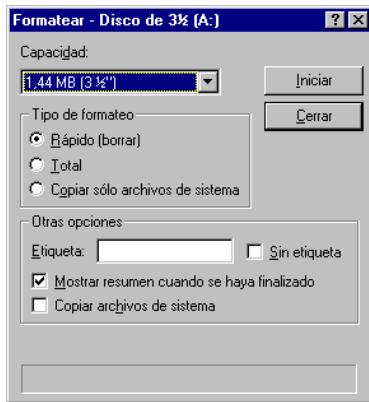 Formatear - Disco de 3½ (A:)
Capacidad:
1,44 MB (3 ½")
Iniciar
Cerrar
Tipo de formateo
Rápido (borrar)
Total
Copiar sólo archivos de sistema
Otras opciones
Etiqueta:
Sin etiqueta
Mostrar resumen cuando se haya finalizado
Copiar archivos de sistema